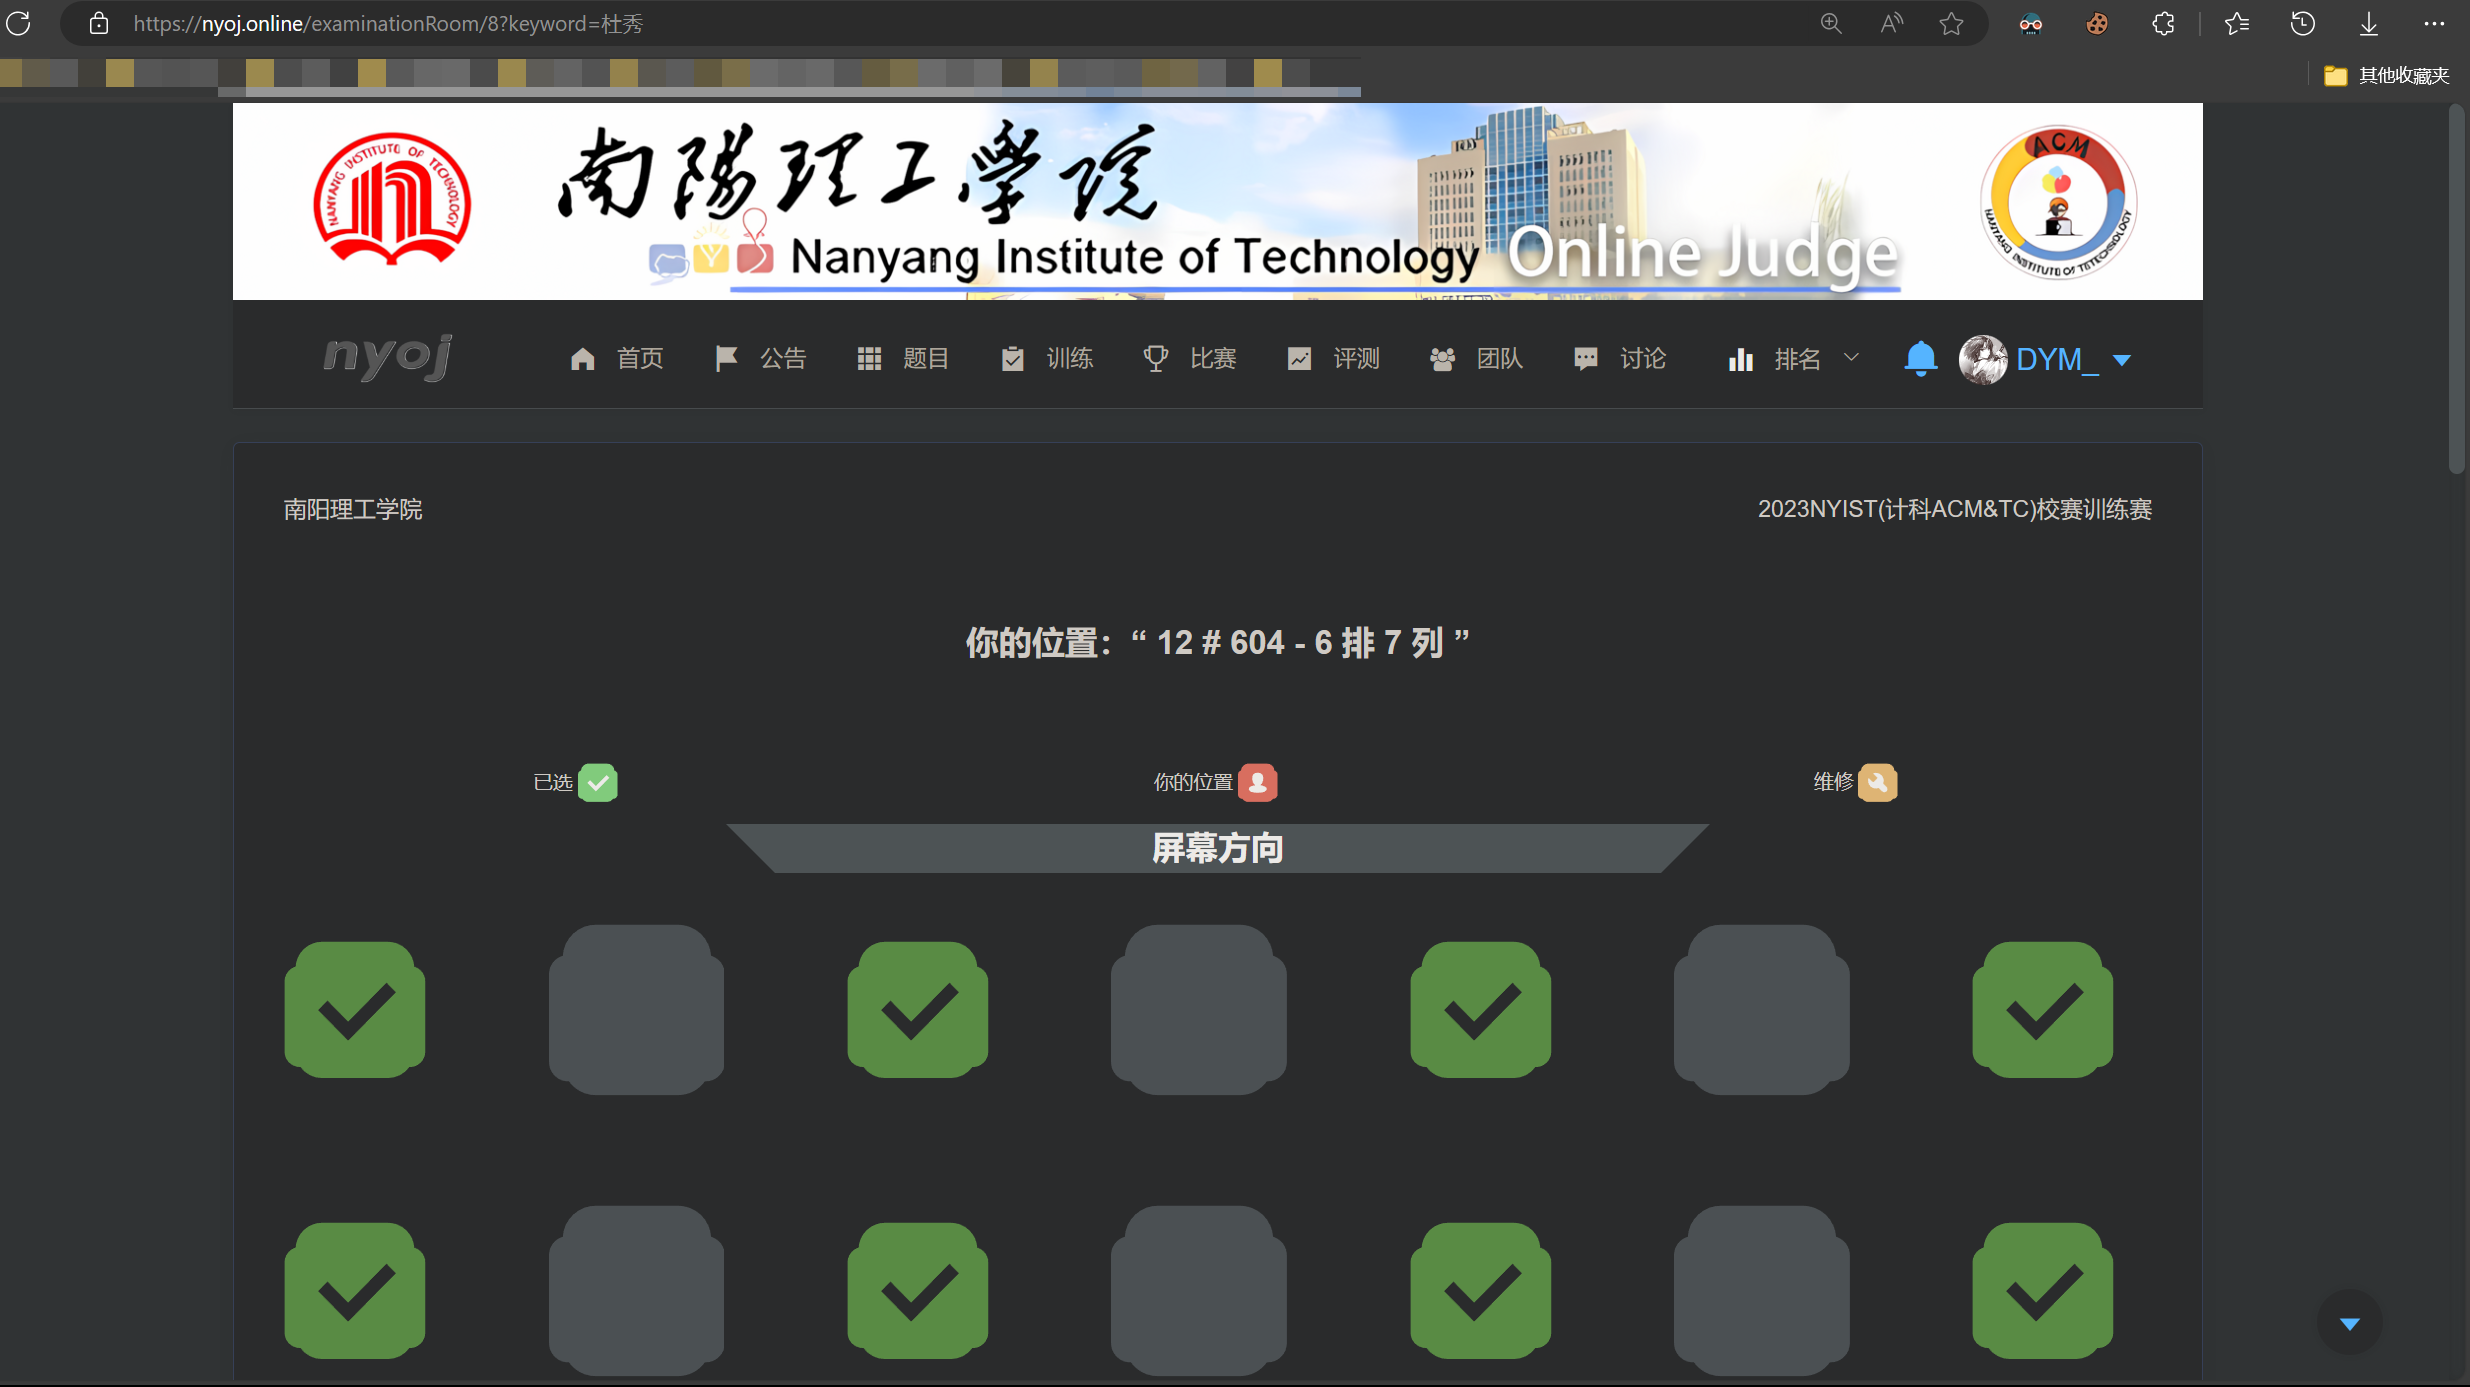 https://nyoj.online/examinationRoom/8?keyword=杜秀
其他收藏夹
NANYANG INSTITUTE OF TECHNOLOGY
南陽理工學院
Nanyang Institute of Technology Online Judge
ACM
nyoj 首页 公告 题目 训练 比赛 评测 团队 讨论 排名 DYM_
南阳理工学院 2023NYIST(计科ACM&TC)校赛训练赛
你的位置：“ 12 # 604 - 6 排 7 列 ”
已选 你的位置 维修
屏幕方向